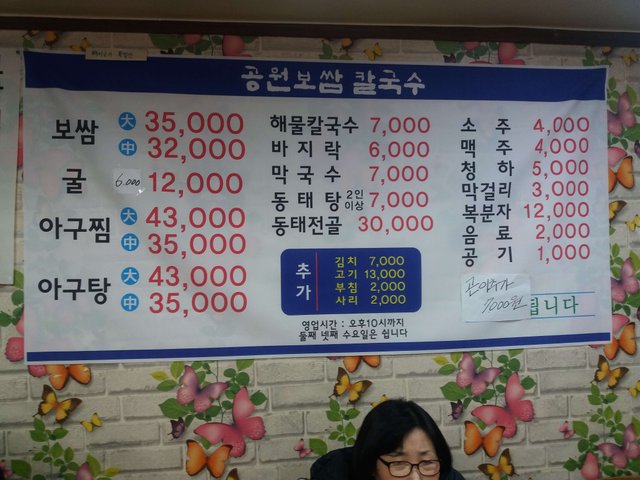 공원보쌈 칼국수
보쌈 大 35,000
中 32,000
굴 6.000 12,000
아구찜 大 43,000
中 35,000
아구탕 大 43,000
中 35,000
해물칼국수 7,000
바지락 6,000
막국수 7,000
동태탕 2인이상 7,000
동태전골 30,000
추가
김치 7,000
고기 13,000
부침 2,000
사리 2,000
영업시간 : 오후10시까지
둘째 넷째 수요일은 쉽니다
소주 4,000
맥주 4,000
청하 5,000
막걸리 3,000
복분자 12,000
음료 2,000
공기 1,000
곤이추가
7000원
쉽니다